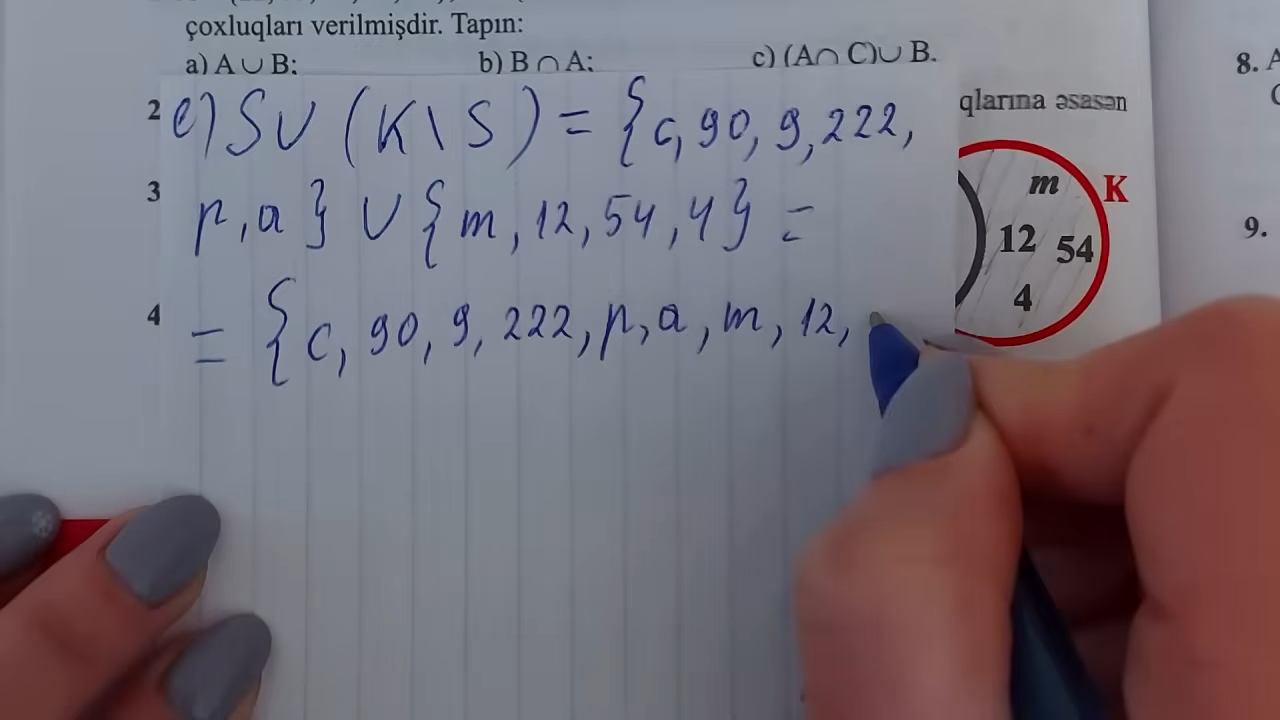 çoxluqları verilmişdir. Tapın:
a) A ∪ B; b) B ∩ A; c) (A ∩ C) ∪ B.
2 e) S ∪ (K \ S) = {c, 90, 9, 222,
3 p, a } ∪ { m, 12, 54, 4} =
4 = { c, 90, 9, 222, p, a, m, 12,
qlarına əsasən
m
K
12 54
4
8. A
9.